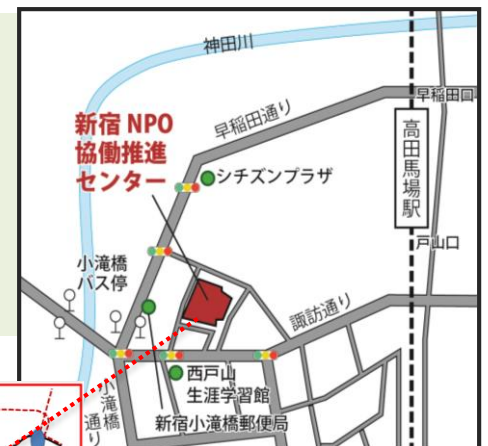 神田川
早稲田口
新宿 NPO
協働推進
センター
早稲田通り
高田馬場駅
シチズンプラザ
戸山口
小滝橋
バス停
諏訪通り
西戸山
生涯学習館
小滝橋通り
新宿小滝橋郵便局